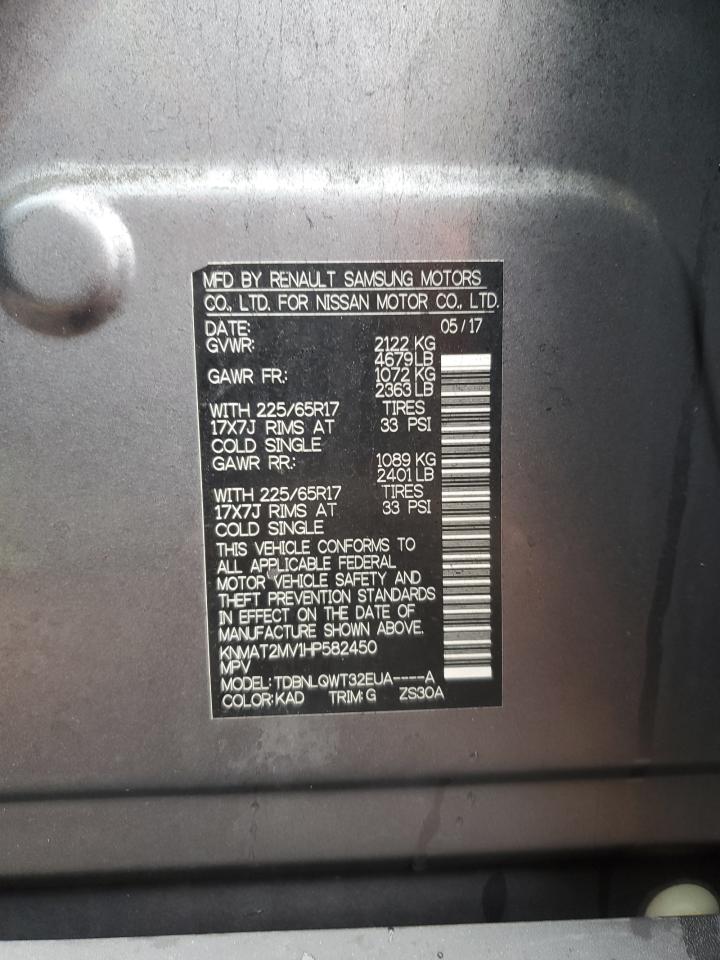 MFD BY RENAULT SAMSUNG MOTORS
CO., LTD. FOR NISSAN MOTOR CO., LTD.
DATE: 05/17
GVWR: 2122 KG
4679 LB
GAWR FR.: 1072 KG
2363 LB
WITH 225/65R17 TIRES
17X7J RIMS AT 33 PSI
COLD SINGLE
GAWR RR.: 1089 KG
2401 LB
WITH 225/65R17 TIRES
17X7J RIMS AT 33 PSI
COLD SINGLE
THIS VEHICLE CONFORMS TO
ALL APPLICABLE FEDERAL
MOTOR VEHICLE SAFETY AND
THEFT PREVENTION STANDARDS
IN EFFECT ON THE DATE OF
MANUFACTURE SHOWN ABOVE.
KNMAT2MV1HP582450
MPV
MODEL: TDBNLQWT32EUA----A
COLOR: KAD TRIM: G ZS30A